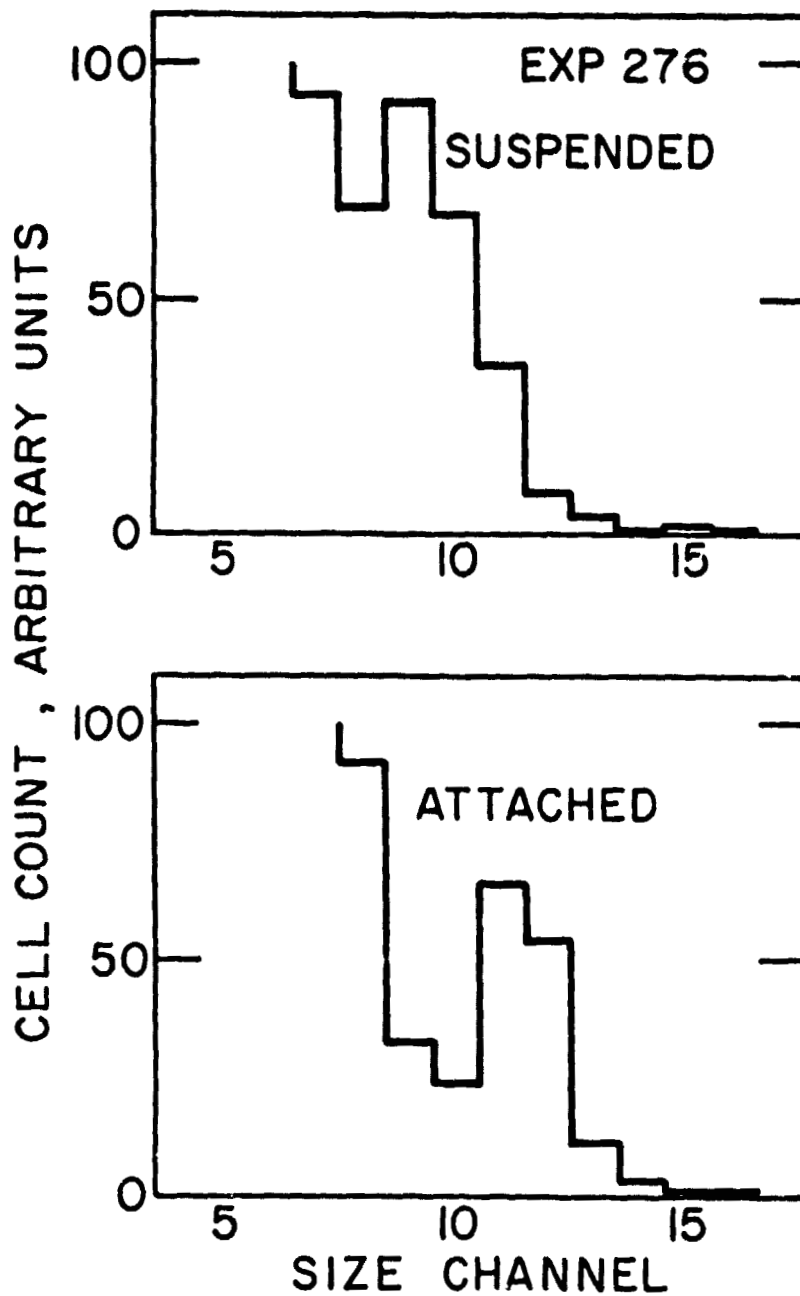 CELL COUNT , ARBITRARY UNITS
100
50
0
EXP 276
SUSPENDED
5 10 15
100
50
0
ATTACHED
5 10 15
SIZE CHANNEL